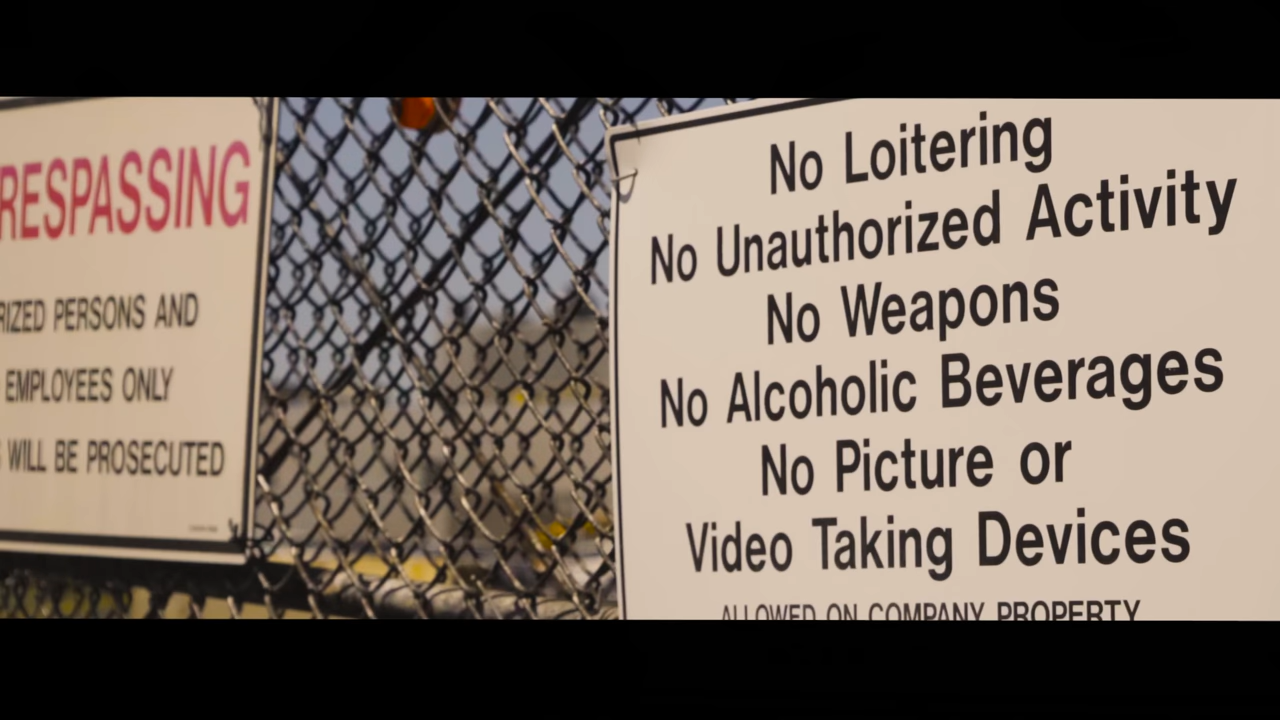 RESPASSING
RIZED PERSONS AND
EMPLOYEES ONLY
WILL BE PROSECUTED
No Loitering
No Unauthorized Activity
No Weapons
No Alcoholic Beverages
No Picture or
Video Taking Devices
ALLOWED ON COMPANY PROPERTY